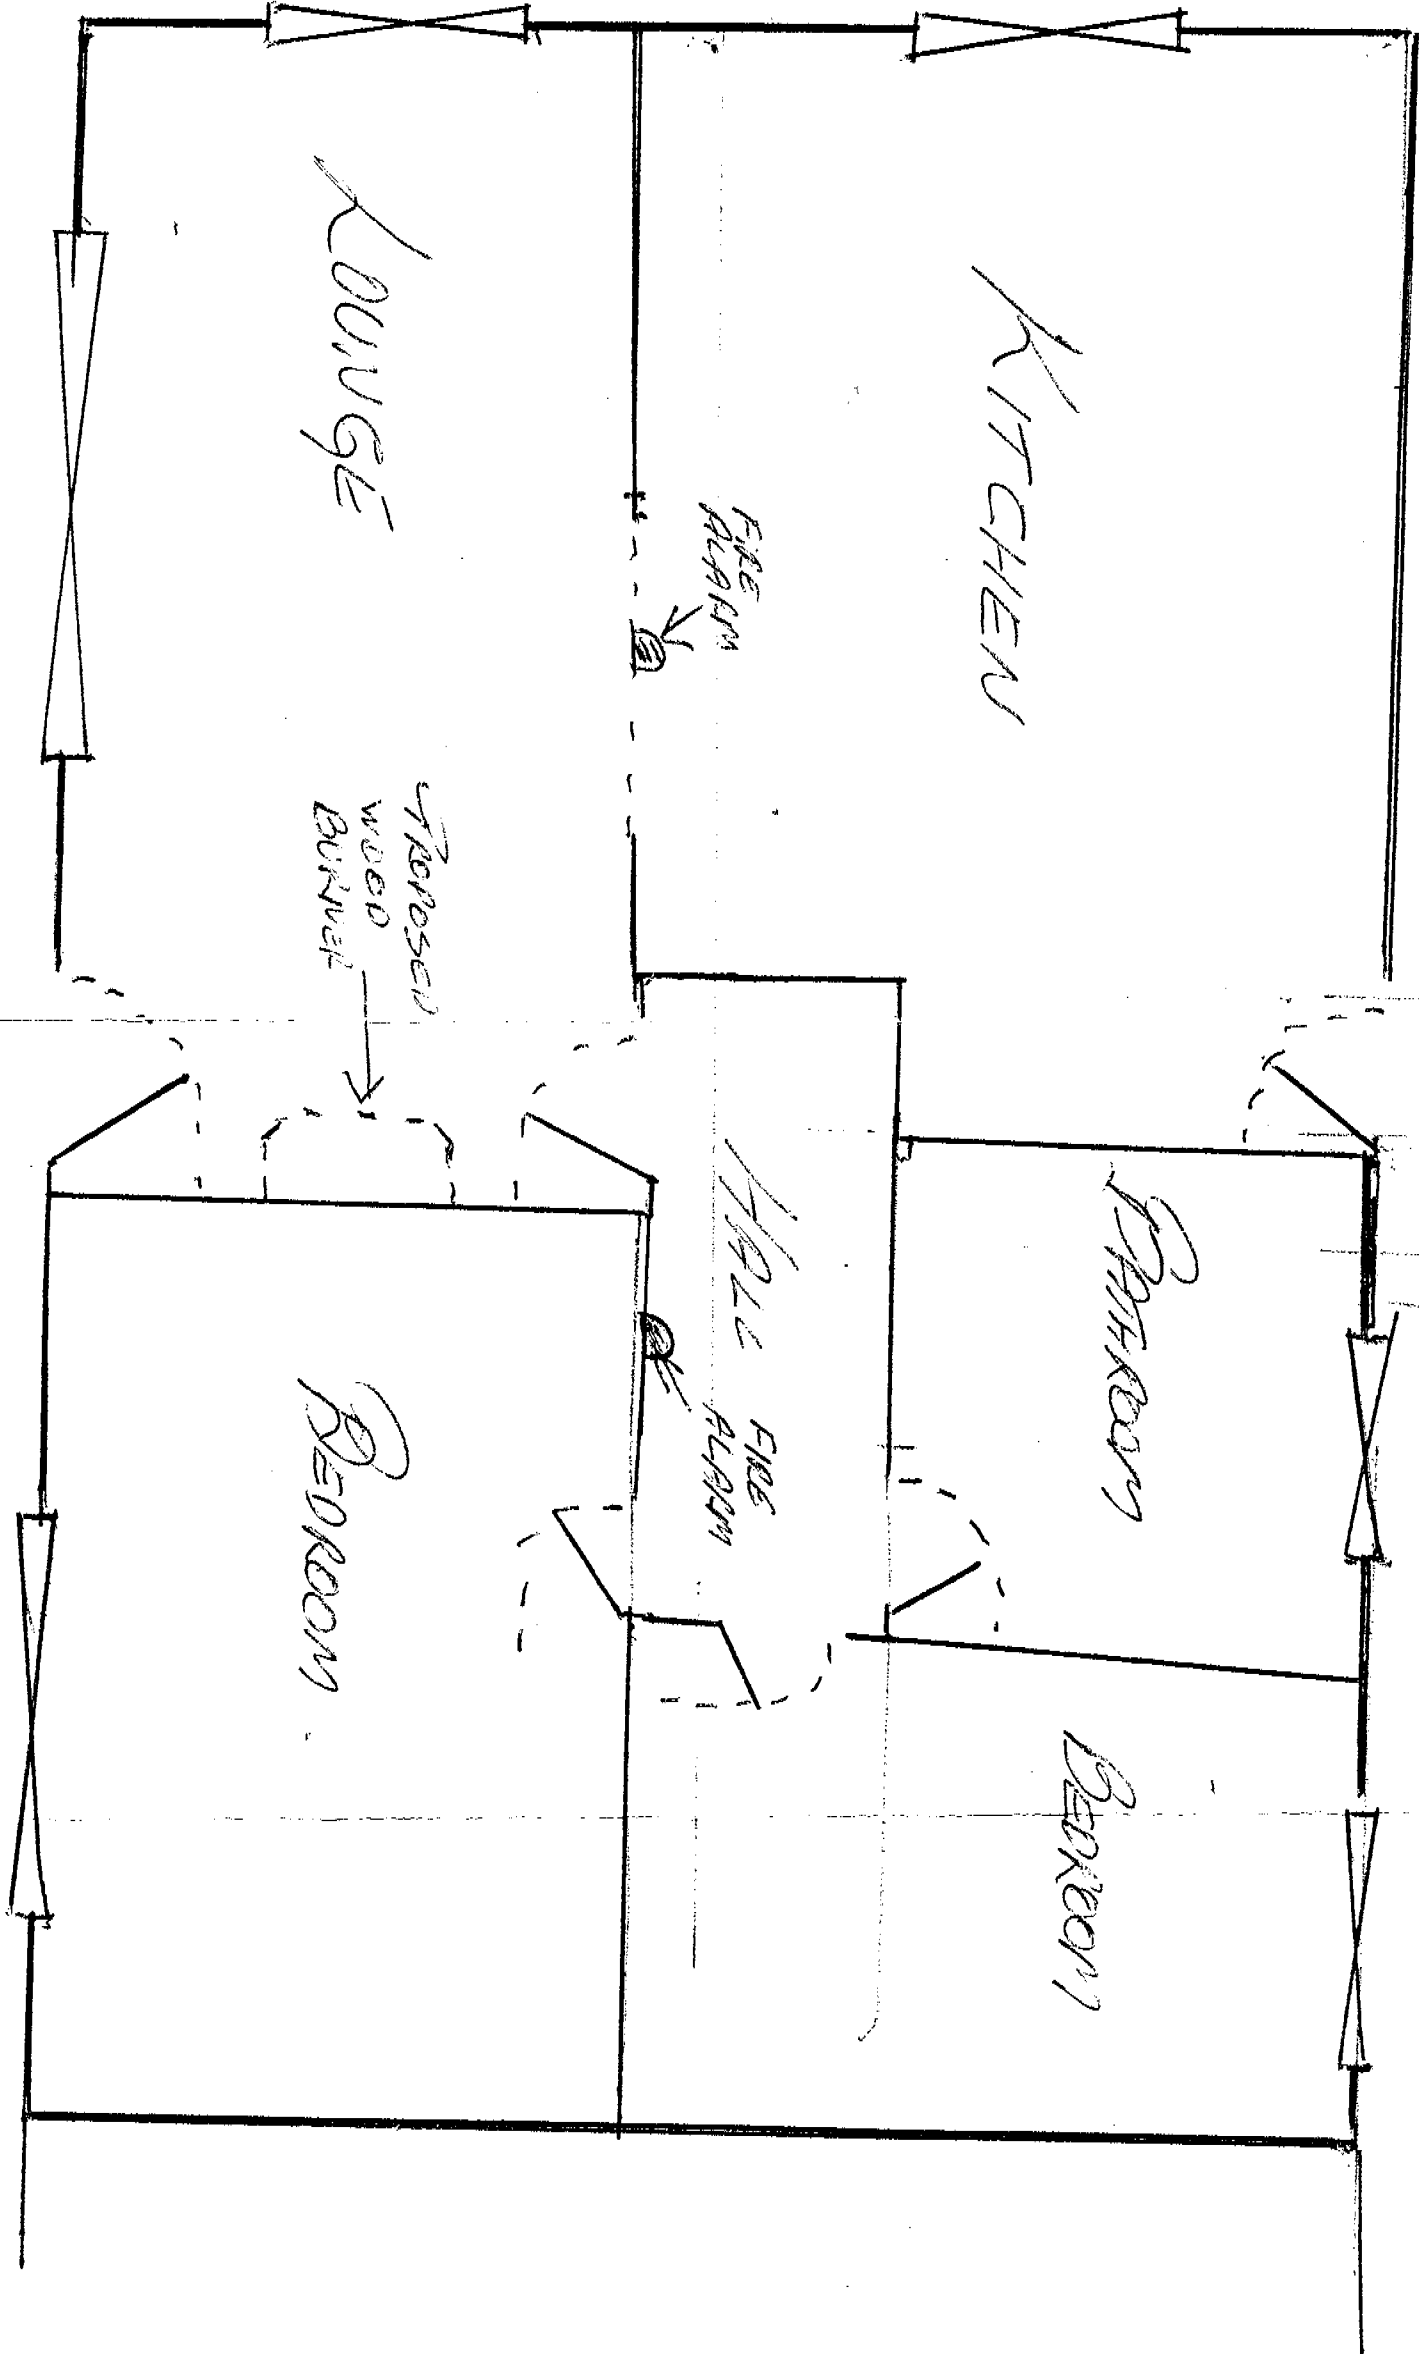 KITCHEN
FIRE
ALARM
LOUNGE
PROPOSED
WOOD
BURNER
BATHROOM
HALL
FIRE
ALARM
BEDROOM
BEDROOM